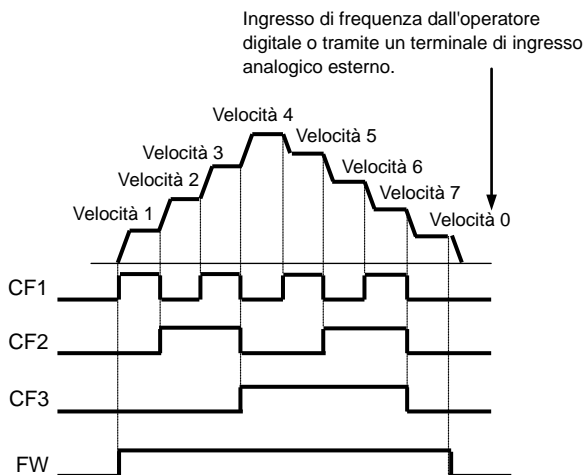 Ingresso di frequenza dall'operatore
digitale o tramite un terminale di ingresso
analogico esterno.
Velocità 4
Velocità 3
Velocità 5
Velocità 2
Velocità 6
Velocità 1
Velocità 7
Velocità 0
CF1
CF2
CF3
FW